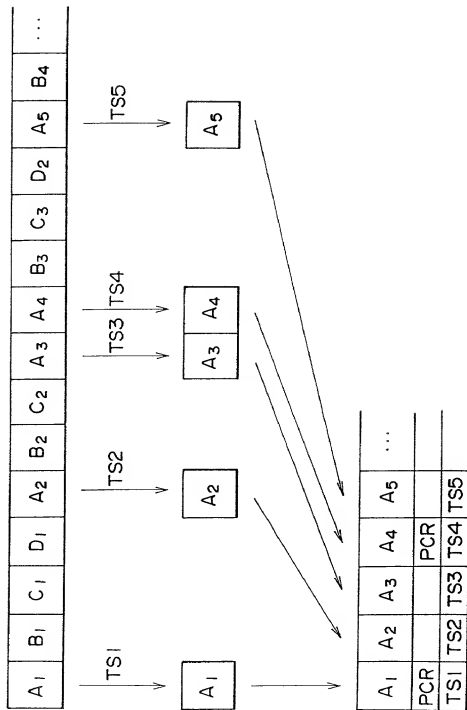 A1 B1 C1 D1 A2 B2 C2 A3 A4 B3 C3 D2 A5 B4 ....
TS1 TS2 TS3 TS4 TS5
A1 A2 A3 A4 A5
A1 A2 A3 A4 A5 ...
PCR PCR
TS1 TS2 TS3 TS4 TS5